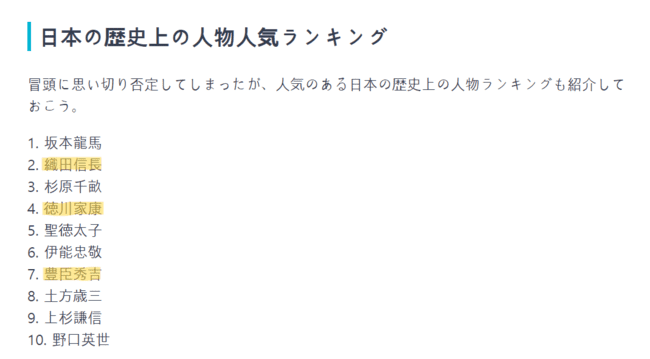 日本の歴史上の人物人気ランキング
冒頭に思い切り否定してしまったが、人気のある日本の歴史上の人物ランキングも紹介して
おこう。
1. 坂本龍馬
2. 織田信長
3. 杉原千畝
4. 徳川家康
5. 聖徳太子
6. 伊能忠敬
7. 豊臣秀吉
8. 土方歳三
9. 上杉謙信
10. 野口英世